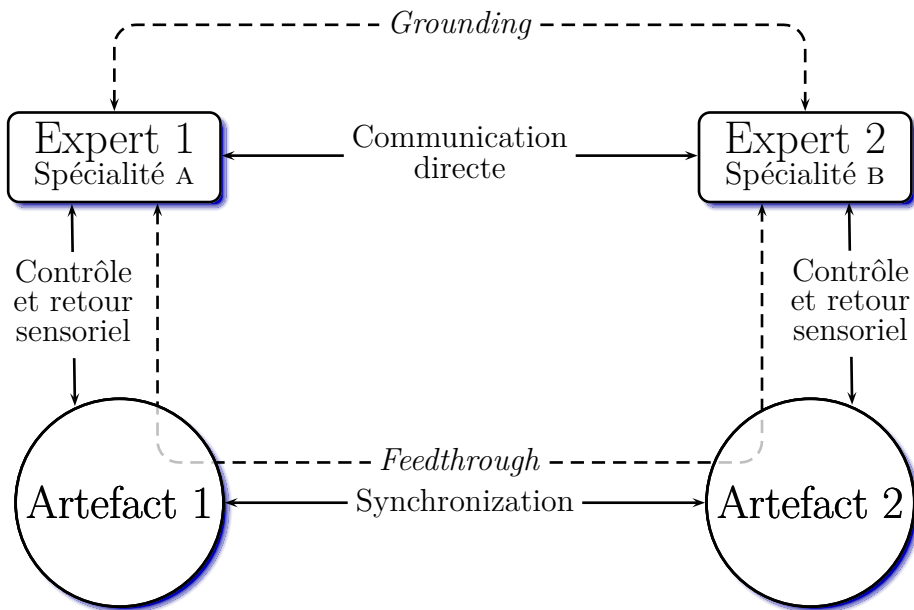 Grounding
Expert 1
Spécialité A
Communication
directe
Expert 2
Spécialité B
Contrôle
et retour
sensoriel
Contrôle
et retour
sensoriel
Feedthrough
Artefact 1
Synchronization
Artefact 2